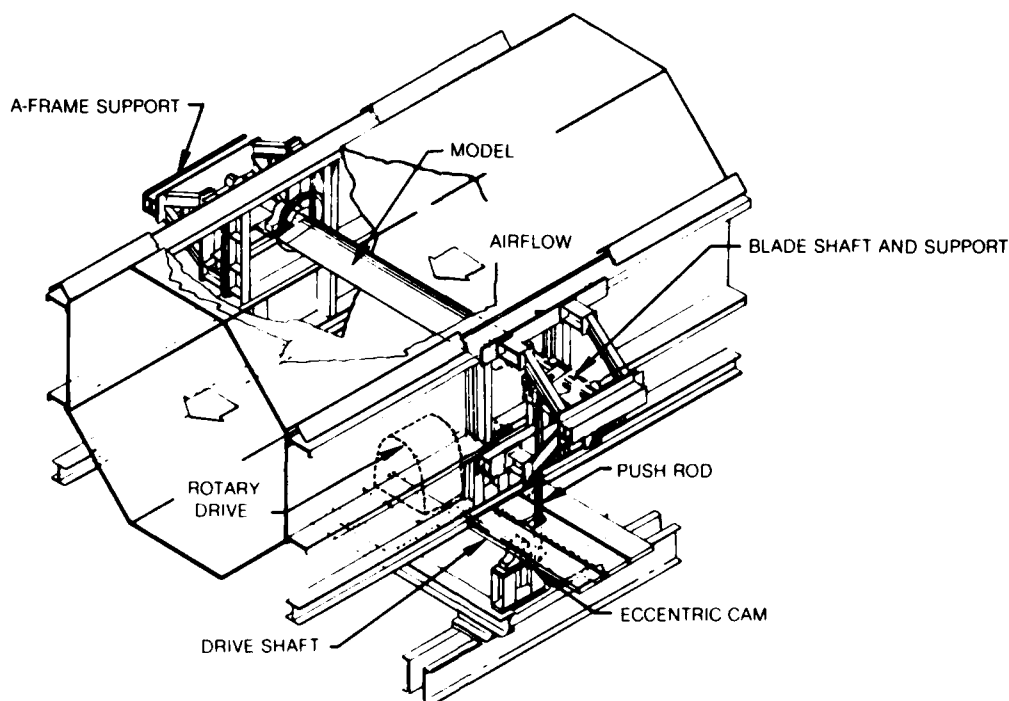 A-FRAME SUPPORT
MODEL
AIRFLOW
BLADE SHAFT AND SUPPORT
ROTARY
DRIVE
PUSH ROD
ECCENTRIC CAM
DRIVE SHAFT